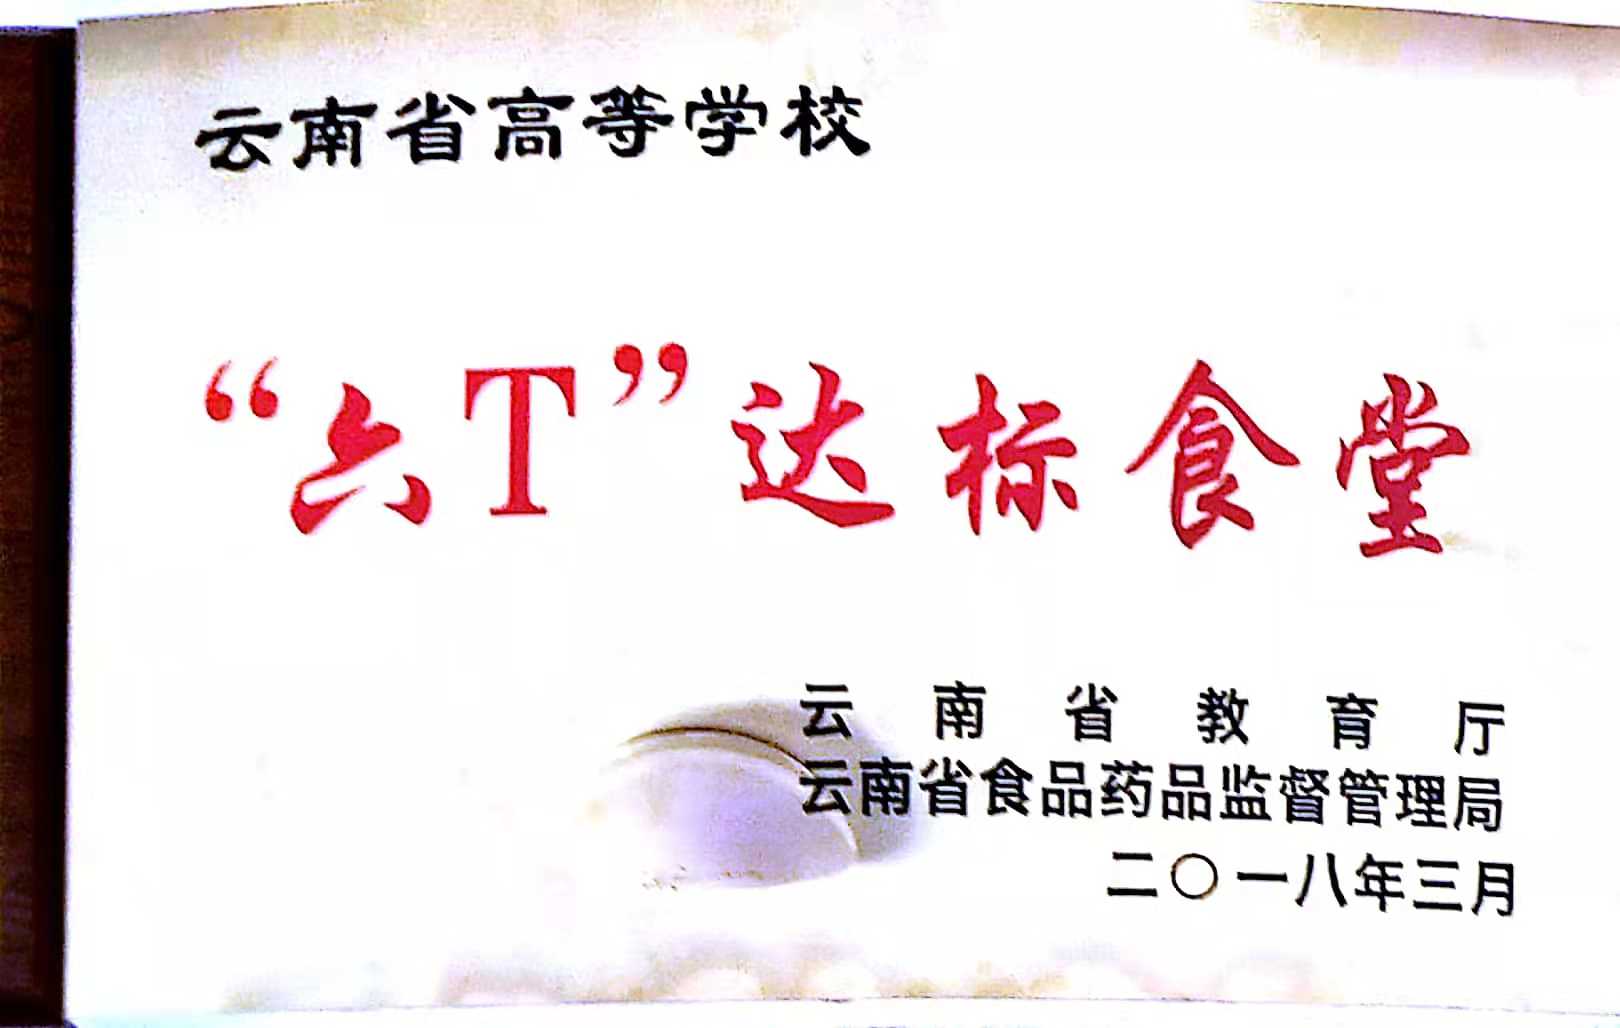 云南省高等学校
“六T”达标食堂
云南省教育厅
云南省食品药品监督管理局
二〇一八年三月